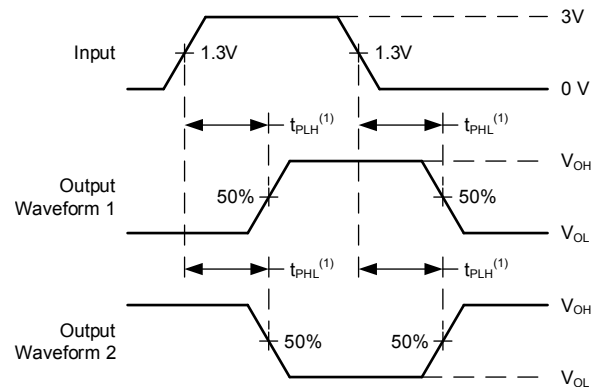 3V
Input
1.3V
1.3V
0 V
tPLH(1)
tPHL(1)
VOH
Output
Waveform 1
50%
50%
VOL
tPHL(1)
tPLH(1)
VOH
Output
Waveform 2
50%
50%
VOL